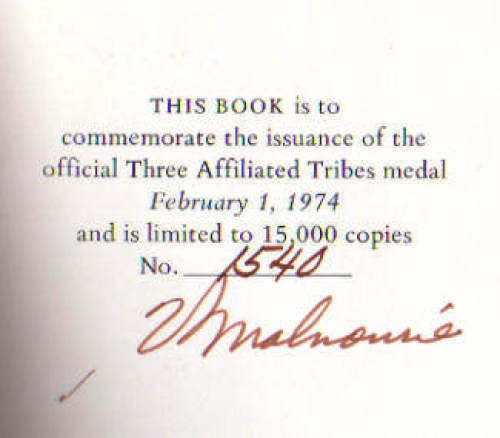 THIS BOOK is to
commemorate the issuance of the
official Three Affiliated Tribes medal
February 1, 1974
and is limited to 15,000 copies
No. 1540